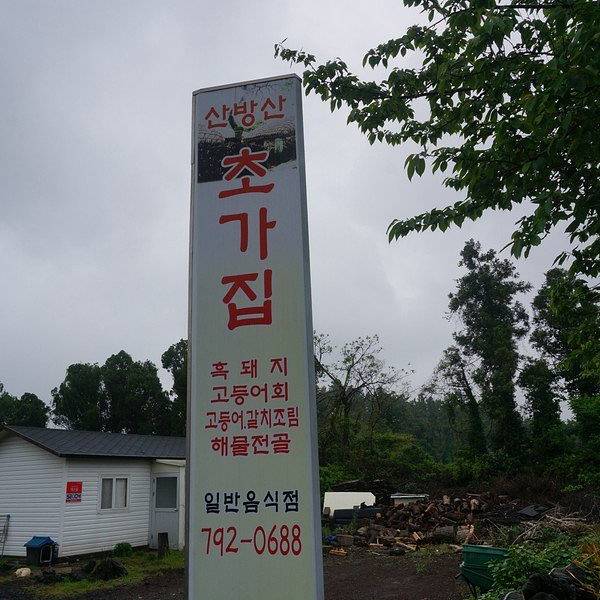 산방산
초가집
흑돼지
고등어회
고등어,갈치조림
해물전골
일반음식점
792-0688